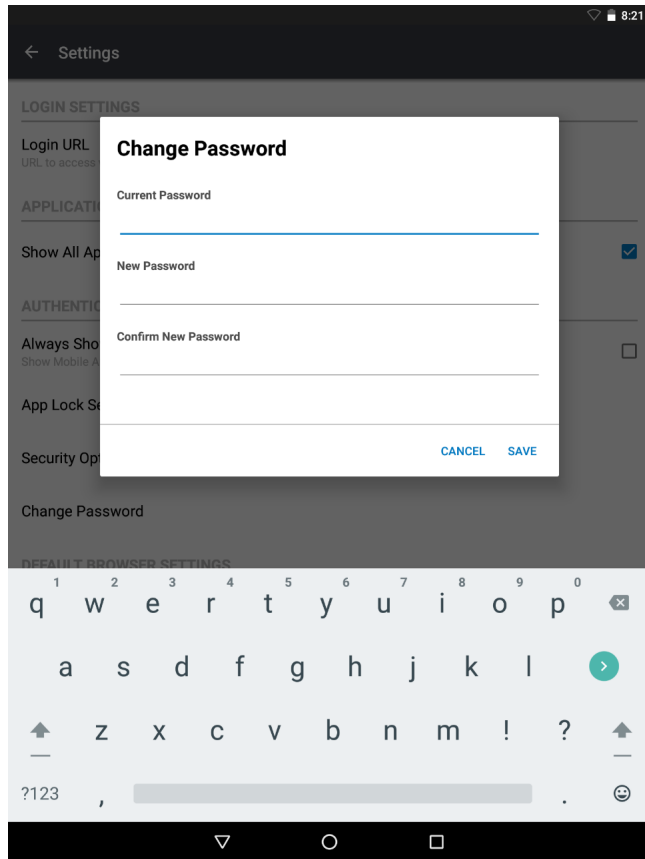 8:21
Settings
LOGIN SETTINGS
Login URL
URL to access
APPLICATI
Show All Ap
AUTHENTIC
Always Sho
Show Mobile A
App Lock Se
Security Opt
Change Password
DEFAULT BROWSER SETTINGS
Change Password
Current Password
New Password
Confirm New Password
CANCEL SAVE
1 2 3 4 5 6 7 8 9 0
q w e r t y u i o p
a s d f g h j k l
z x c v b n m ! ?
?123 , .